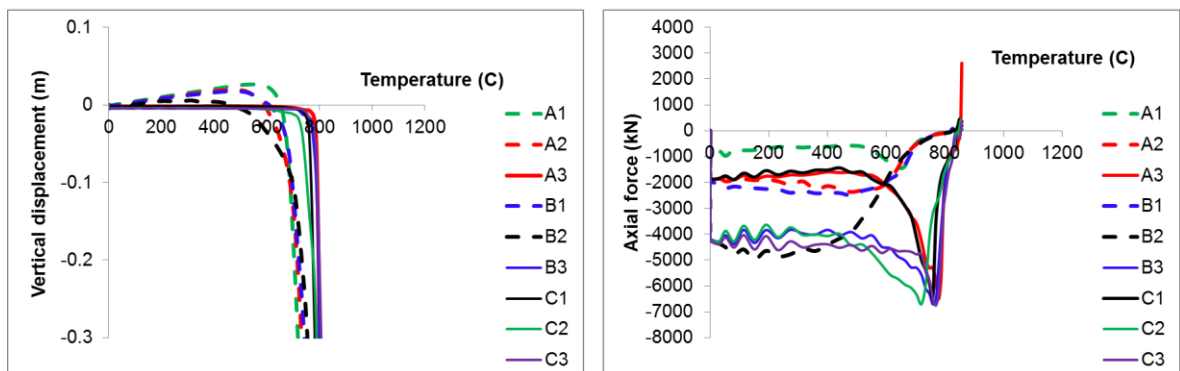 0.1
0
-0.1
-0.2
-0.3
Vertical displacement (m)
0 200 400 600 800 1000 1200
Temperature (C)
A1
A2
A3
B1
B2
B3
C1
C2
C3
4000
3000
2000
1000
0
-1000
-2000
-3000
-4000
-5000
-6000
-7000
-8000
Axial force (kN)
0 200 400 600 800 1000 1200
Temperature (C)
A1
A2
A3
B1
B2
B3
C1
C2
C3